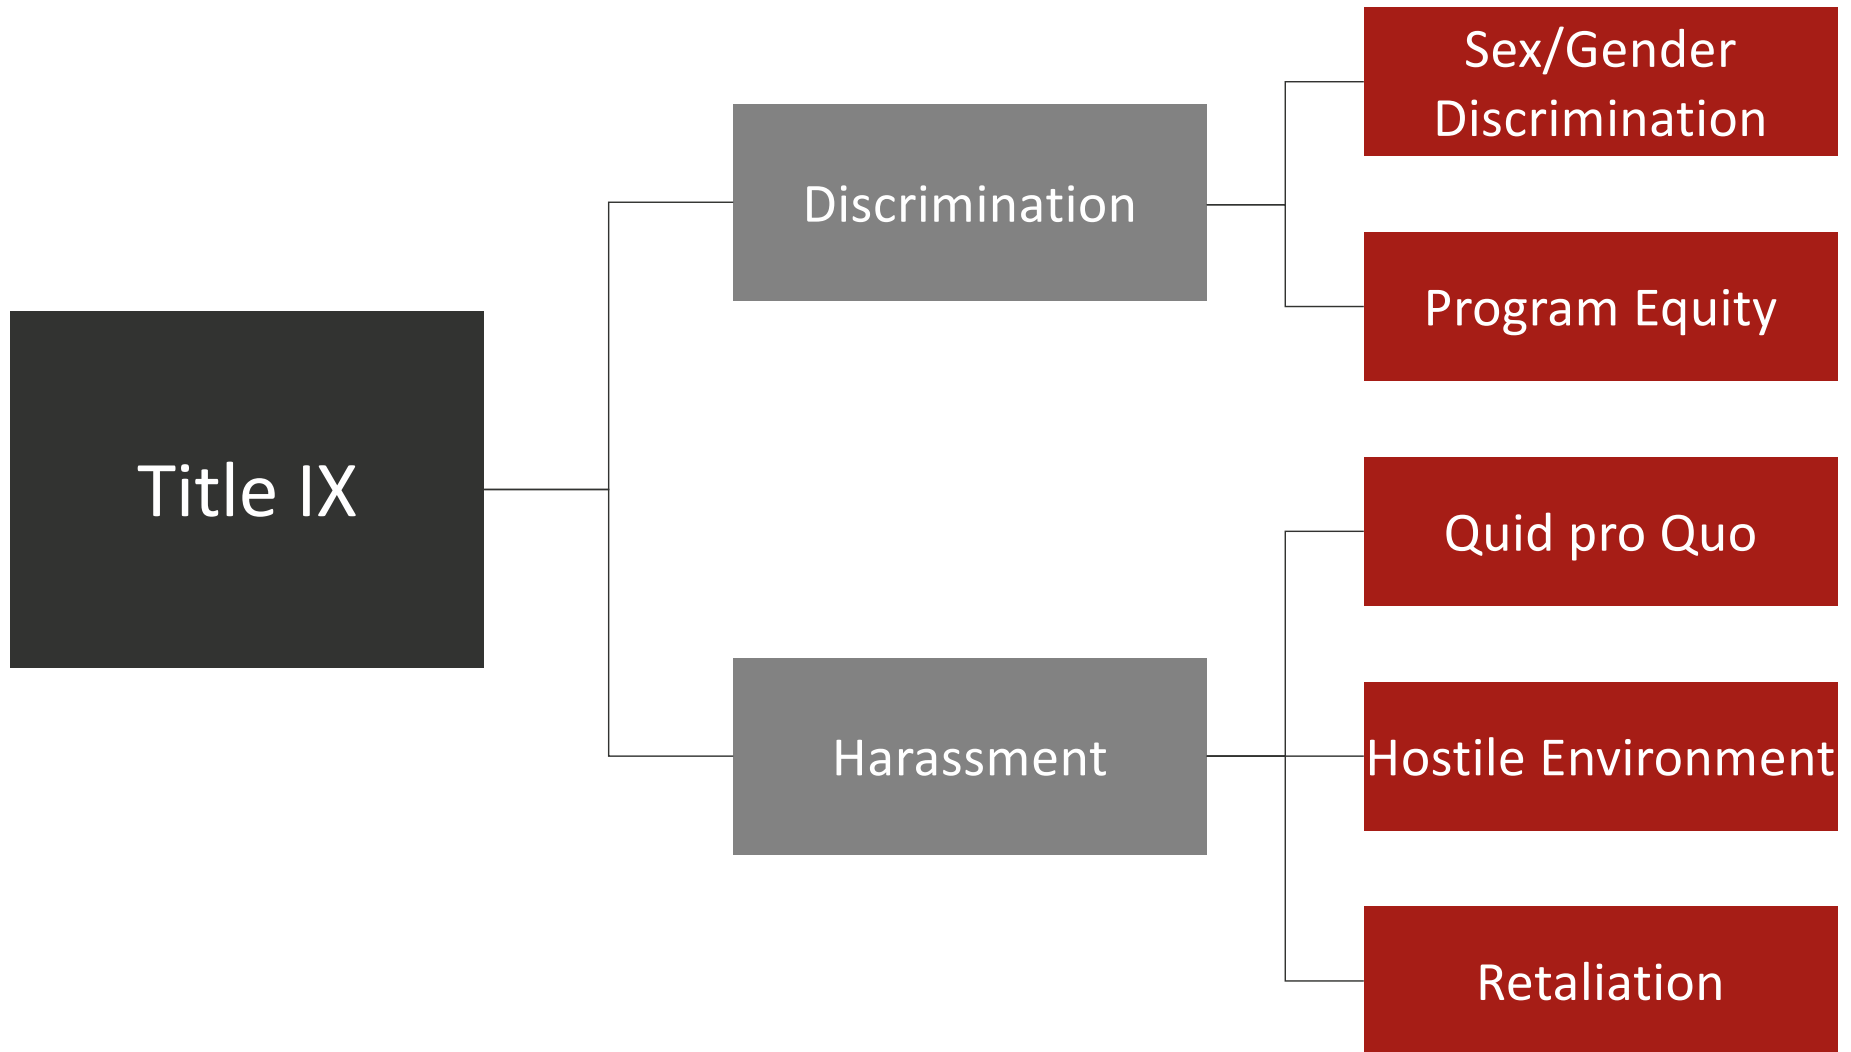 Title IX
Discrimination
Sex/Gender
Discrimination
Program Equity
Harassment
Quid pro Quo
Hostile Environment
Retaliation